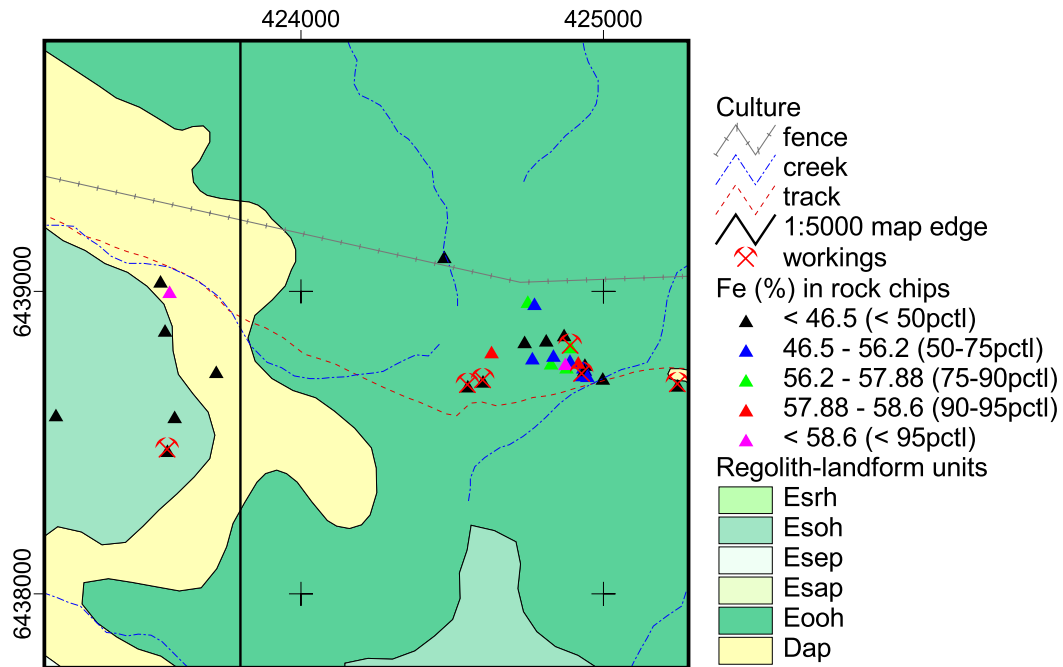 424000 425000
6439000
6438000
Culture
fence
creek
track
1:5000 map edge
workings
Fe (%) in rock chips
< 46.5 (< 50pctl)
46.5 - 56.2 (50-75pctl)
56.2 - 57.88 (75-90pctl)
57.88 - 58.6 (90-95pctl)
< 58.6 (< 95pctl)
Regolith-landform units
Esrh
Esoh
Esep
Esap
Eooh
Dap